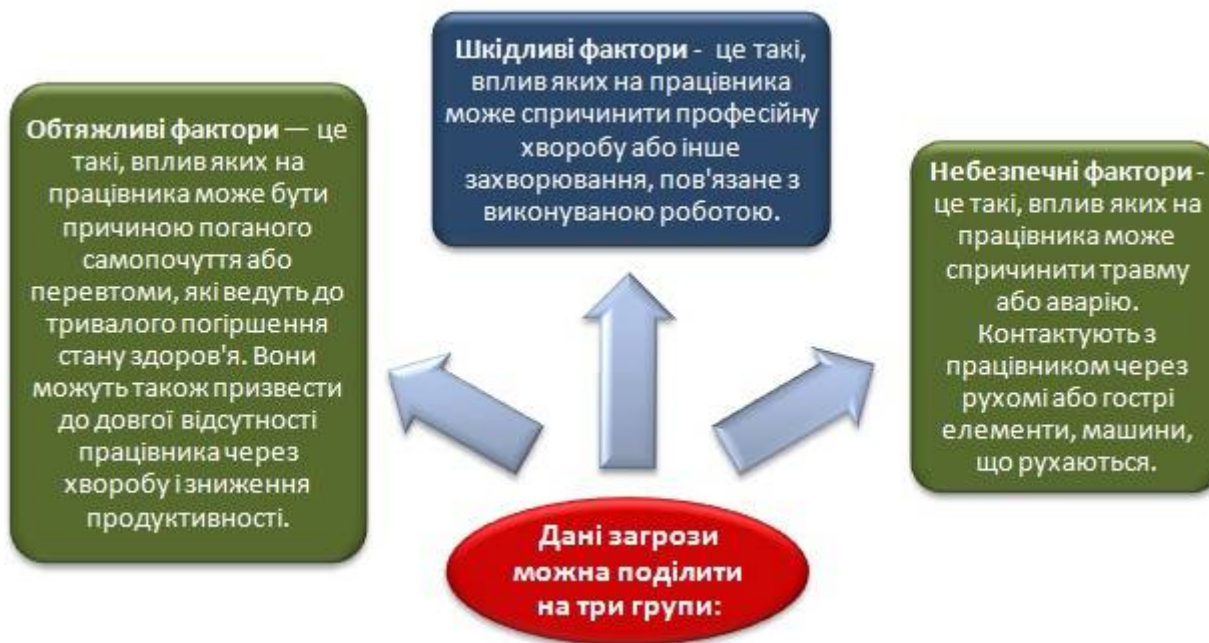 Шкідливі фактори - це такі,
вплив яких на працівника
може спричинити професійну
хворобу або інше
захворювання, пов'язане з
виконуваною роботою.
Обтяжливі фактори — це
такі, вплив яких на
працівника може бути
причиною поганого
самопочуття або
перевтоми, які ведуть до
тривалого погіршення
стану здоров'я. Вони
можуть також призвести
до довгої відсутності
працівника через
хворобу і зниження
продуктивності.
Небезпечні фактори -
це такі, вплив яких на
працівника може
спричинити травму
або аварію.
Контактують з
працівником через
рухомі або гострі
елементи, машини,
що рухаються.
Дані загрози
можна поділити
на три групи: